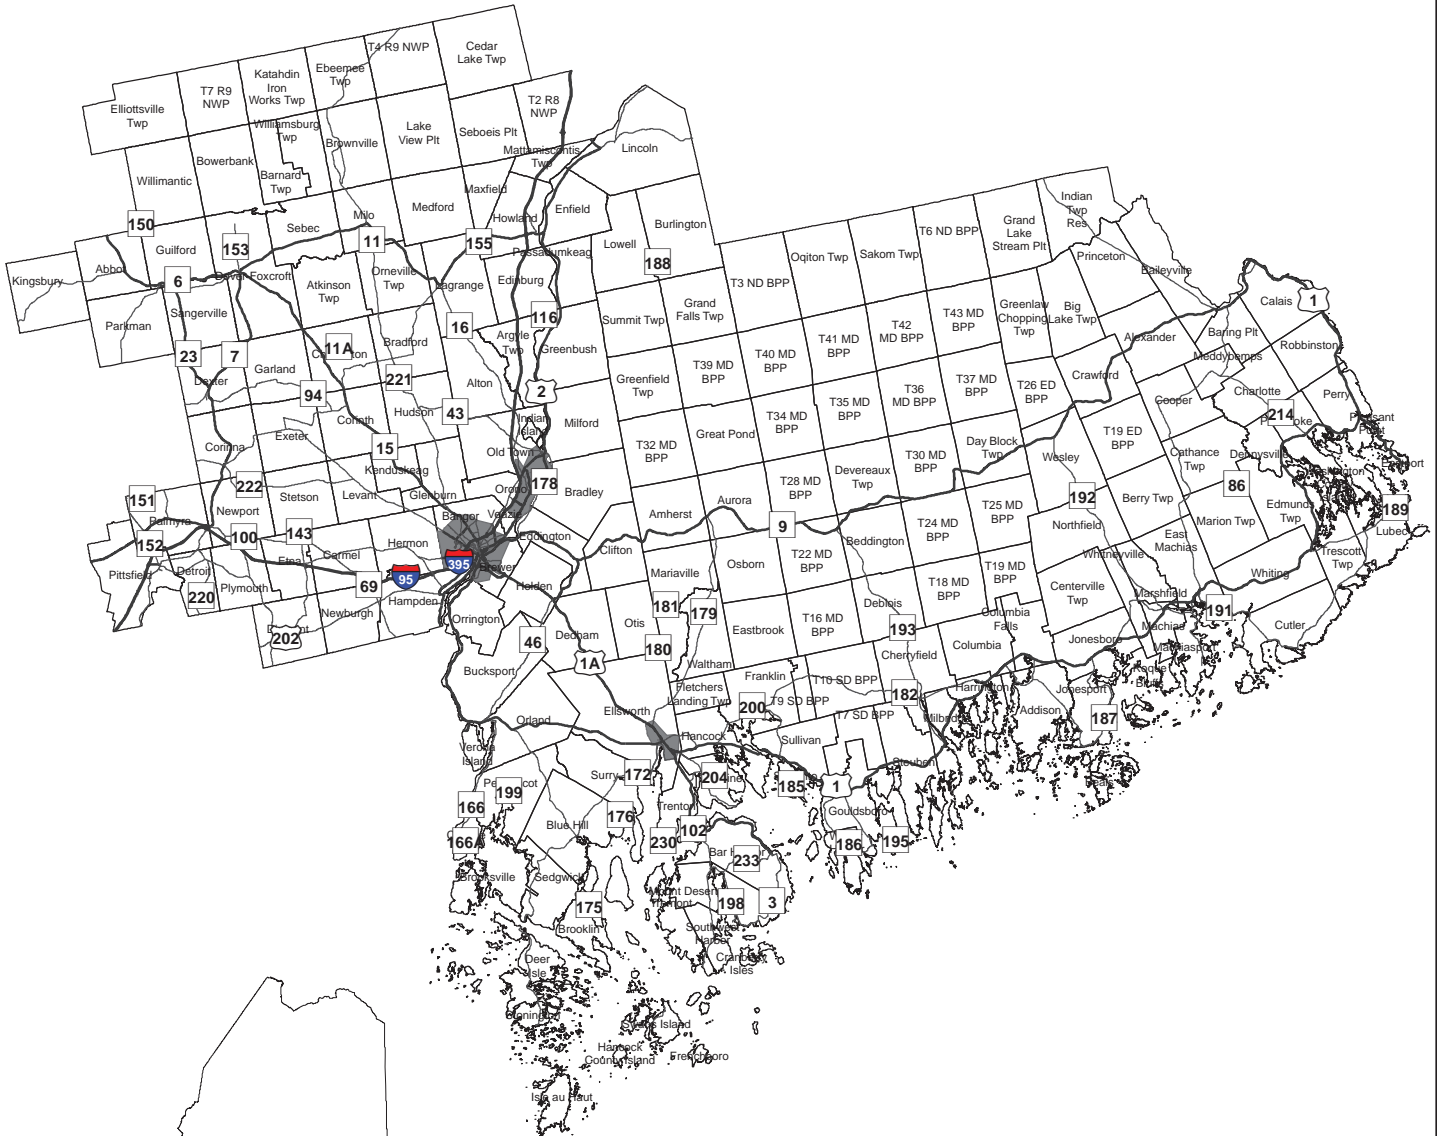 T4 R9 NWP
Cedar
Lake Twp
Ebeemee
Twp
Katahdin
Iron
Works Twp
T7 R9
NWP
Elliottsville
Twp
T2 R8
NWP
Williamsburg
Twp
Brownville
Lake
View Plt
Seboeis Plt
Mattamiscontis
Twp
Lincoln
Bowerbank
Barnard
Twp
Willimantic
Maxfield
Medford
Howland
Enfield
Burlington
Indian
Twp
Res
150
Milo
Sebec
11
155
Passadumkeag
Lowell
188
Guilford
153
T6 ND BPP
Grand
Lake
Stream Plt
Sakom Twp
Oqiton Twp
T3 ND BPP
Princeton
Baileyville
Kingsbury
Abbot
6
Dover-Foxcroft
Atkinson
Twp
Orneville
Twp
Lagrange
Edinburg
Calais
1
Parkman
Sangerville
16
116
Argyle
Twp
Greenbush
Summit Twp
Grand
Falls Twp
Greenlaw
Chopping
Twp
Big
Lake Twp
T43 MD
BPP
T42
MD BPP
T41 MD
BPP
T40 MD
BPP
T39 MD
BPP
Alexander
Baring Plt
Meddybemps
Robbinston
23
7
11A
Bradford
Dexter
Garland
94
221
Hudson
43
Alton
2
Greenfield
Twp
T34 MD
BPP
T35 MD
BPP
T36
MD BPP
T37 MD
BPP
T26 ED
BPP
Crawford
Cooper
Charlotte
214
Perry
Corinth
Exeter
15
Indian
Island
Milford
Old Town
Great Pond
T32 MD
BPP
T19 ED
BPP
Corinna
222
Stetson
Kenduskeag
Levant
Glenburn
Orono
178
Bradley
Day Block
Twp
T30 MD
BPP
Devereaux
Twp
T28 MD
BPP
Wesley
Cathance
Twp
Dennysville
86
Eastport
151
Palmyra
Newport
Bangor
Veazie
Aurora
Amherst
9
192
Berry Twp
Marion Twp
Edmunds
Twp
189
Lubec
152
100
143
Etna
Carmel
Hermon
395
95
Eddington
Brewer
Clifton
T25 MD
BPP
T24 MD
BPP
Beddington
Northfield
East
Machias
Trescott
Twp
Pittsfield
Detroit
220
Plymouth
69
Newburgh
Hampden
Holden
Mariaville
Osborn
T22 MD
BPP
T18 MD
BPP
T19 MD
BPP
Whitneyville
Centerville
Twp
Marshfield
Whiting
191
Cutler
202
Orrington
46
Dedham
Otis
181
179
180
Eastbrook
T16 MD
BPP
Deblois
193
Columbia
Falls
Columbia
Jonesboro
Machias
Machiasport
Bucksport
1A
Waltham
Fletchers
Landing Twp
Franklin
T10 SD BPP
Cherryfield
182
Harrington
Roque
Bluffs
Jonesport
Addison
187
Orland
Ellsworth
200
T9 SD BPP
T7 SD BPP
Milbridge
Verona
Island
Hancock
Sullivan
Steuben
Beals
Surry
172
204
185
1
199
166
Trenton
Gouldsboro
Blue Hill
176
102
166A
230
186
195
Bar Harbor
233
Brooksville
Sedgwick
Mount Desert
Tremont
198
3
175
Brooklin
Southwest
Harbor
Cranberry
Isles
Deer
Isle
Stonington
Swans Island
Hancock
County Island
Frenchboro
Isle au Haut